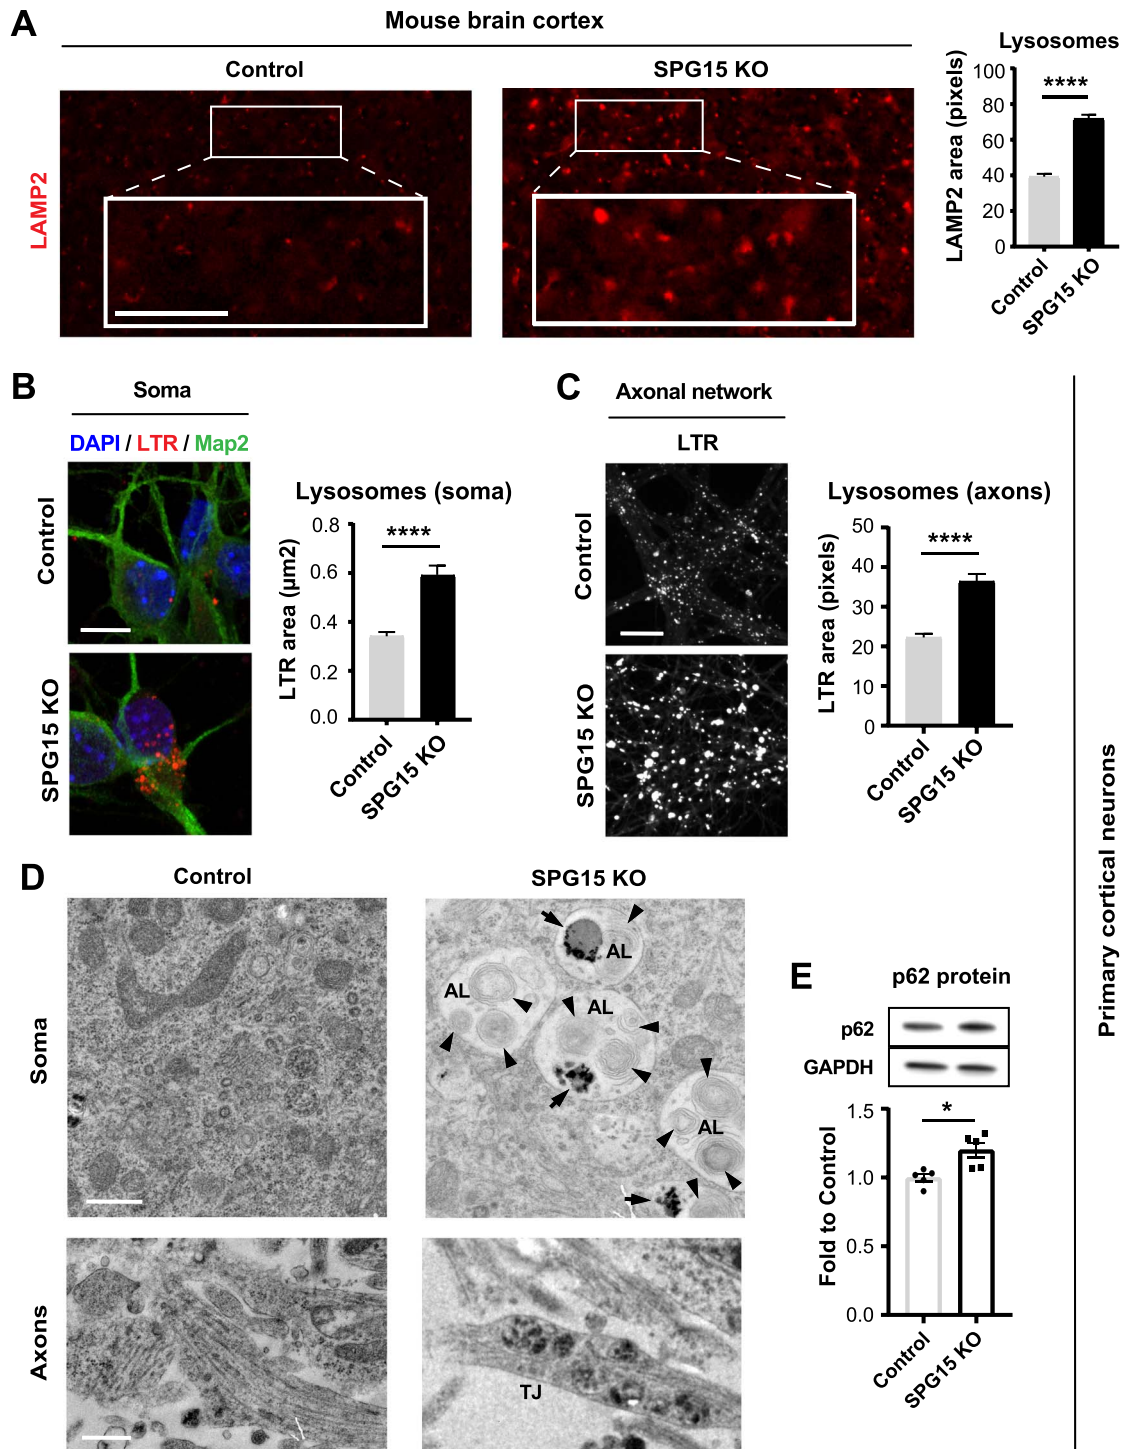 A
Mouse brain cortex
Control
SPG15 KO
LAMP2
Lysosomes
LAMP2 area (pixels)
100
80
60
40
20
0
****
Control
SPG15 KO
B
Soma
DAPI / LTR / Map2
Control
SPG15 KO
Lysosomes (soma)
LTR area (µm2)
0.8
0.6
0.4
0.2
0.0
****
Control
SPG15 KO
C
Axonal network
LTR
Control
SPG15 KO
Lysosomes (axons)
LTR area (pixels)
50
40
30
20
10
0
****
Control
SPG15 KO
Primary cortical neurons
D
Control
SPG15 KO
Soma
AL
AL
AL
AL
Axons
TJ
E
p62 protein
p62
GAPDH
Fold to Control
1.5
1.0
0.5
0.0
*
Control
SPG15 KO